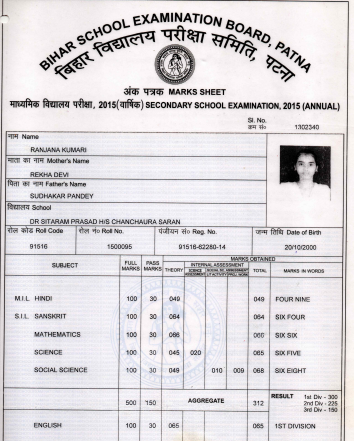 BIHAR SCHOOL EXAMINATION BOARD, PATNA
बिहार विद्यालय परीक्षा समिति, पटना
अंक पत्रक MARKS SHEET
माध्यमिक विद्यालय परीक्षा, 2015 (वार्षिक) SECONDARY SCHOOL EXAMINATION, 2015 (ANNUAL)
Sl. No.
क्रम सं० 1302340
नाम Name
RANJANA KUMARI
माता का नाम Mother's Name
REKHA DEVI
पिता का नाम Father's Name
SUDHAKAR PANDEY
विद्यालय School
DR SITARAM PRASAD H/S CHANCHAURA SARAN
रोल कोड Roll Code रोल नं० Roll No. पंजीयन सं० Reg. No. जन्म तिथि Date of Birth
91516 1500095 91516-62280-14 20/10/2000
MARKS OBTAINED
SUBJECT FULL MARKS PASS MARKS THEORY INTERNAL ASSESSMENT TOTAL MARKS IN WORDS
M.I.L HINDI 100 30 049 049 FOUR NINE
S.I.L SANSKRIT 100 30 064 064 SIX FOUR
MATHEMATICS 100 30 066 066 SIX SIX
SCIENCE 100 30 045 020 065 SIX FIVE
SOCIAL SCIENCE 100 30 049 010 009 068 SIX EIGHT
500 150 AGGREGATE 312 RESULT 1st Div - 300
2nd Div - 225
3rd Div - 150
ENGLISH 100 30 065 065 1ST DIVISION